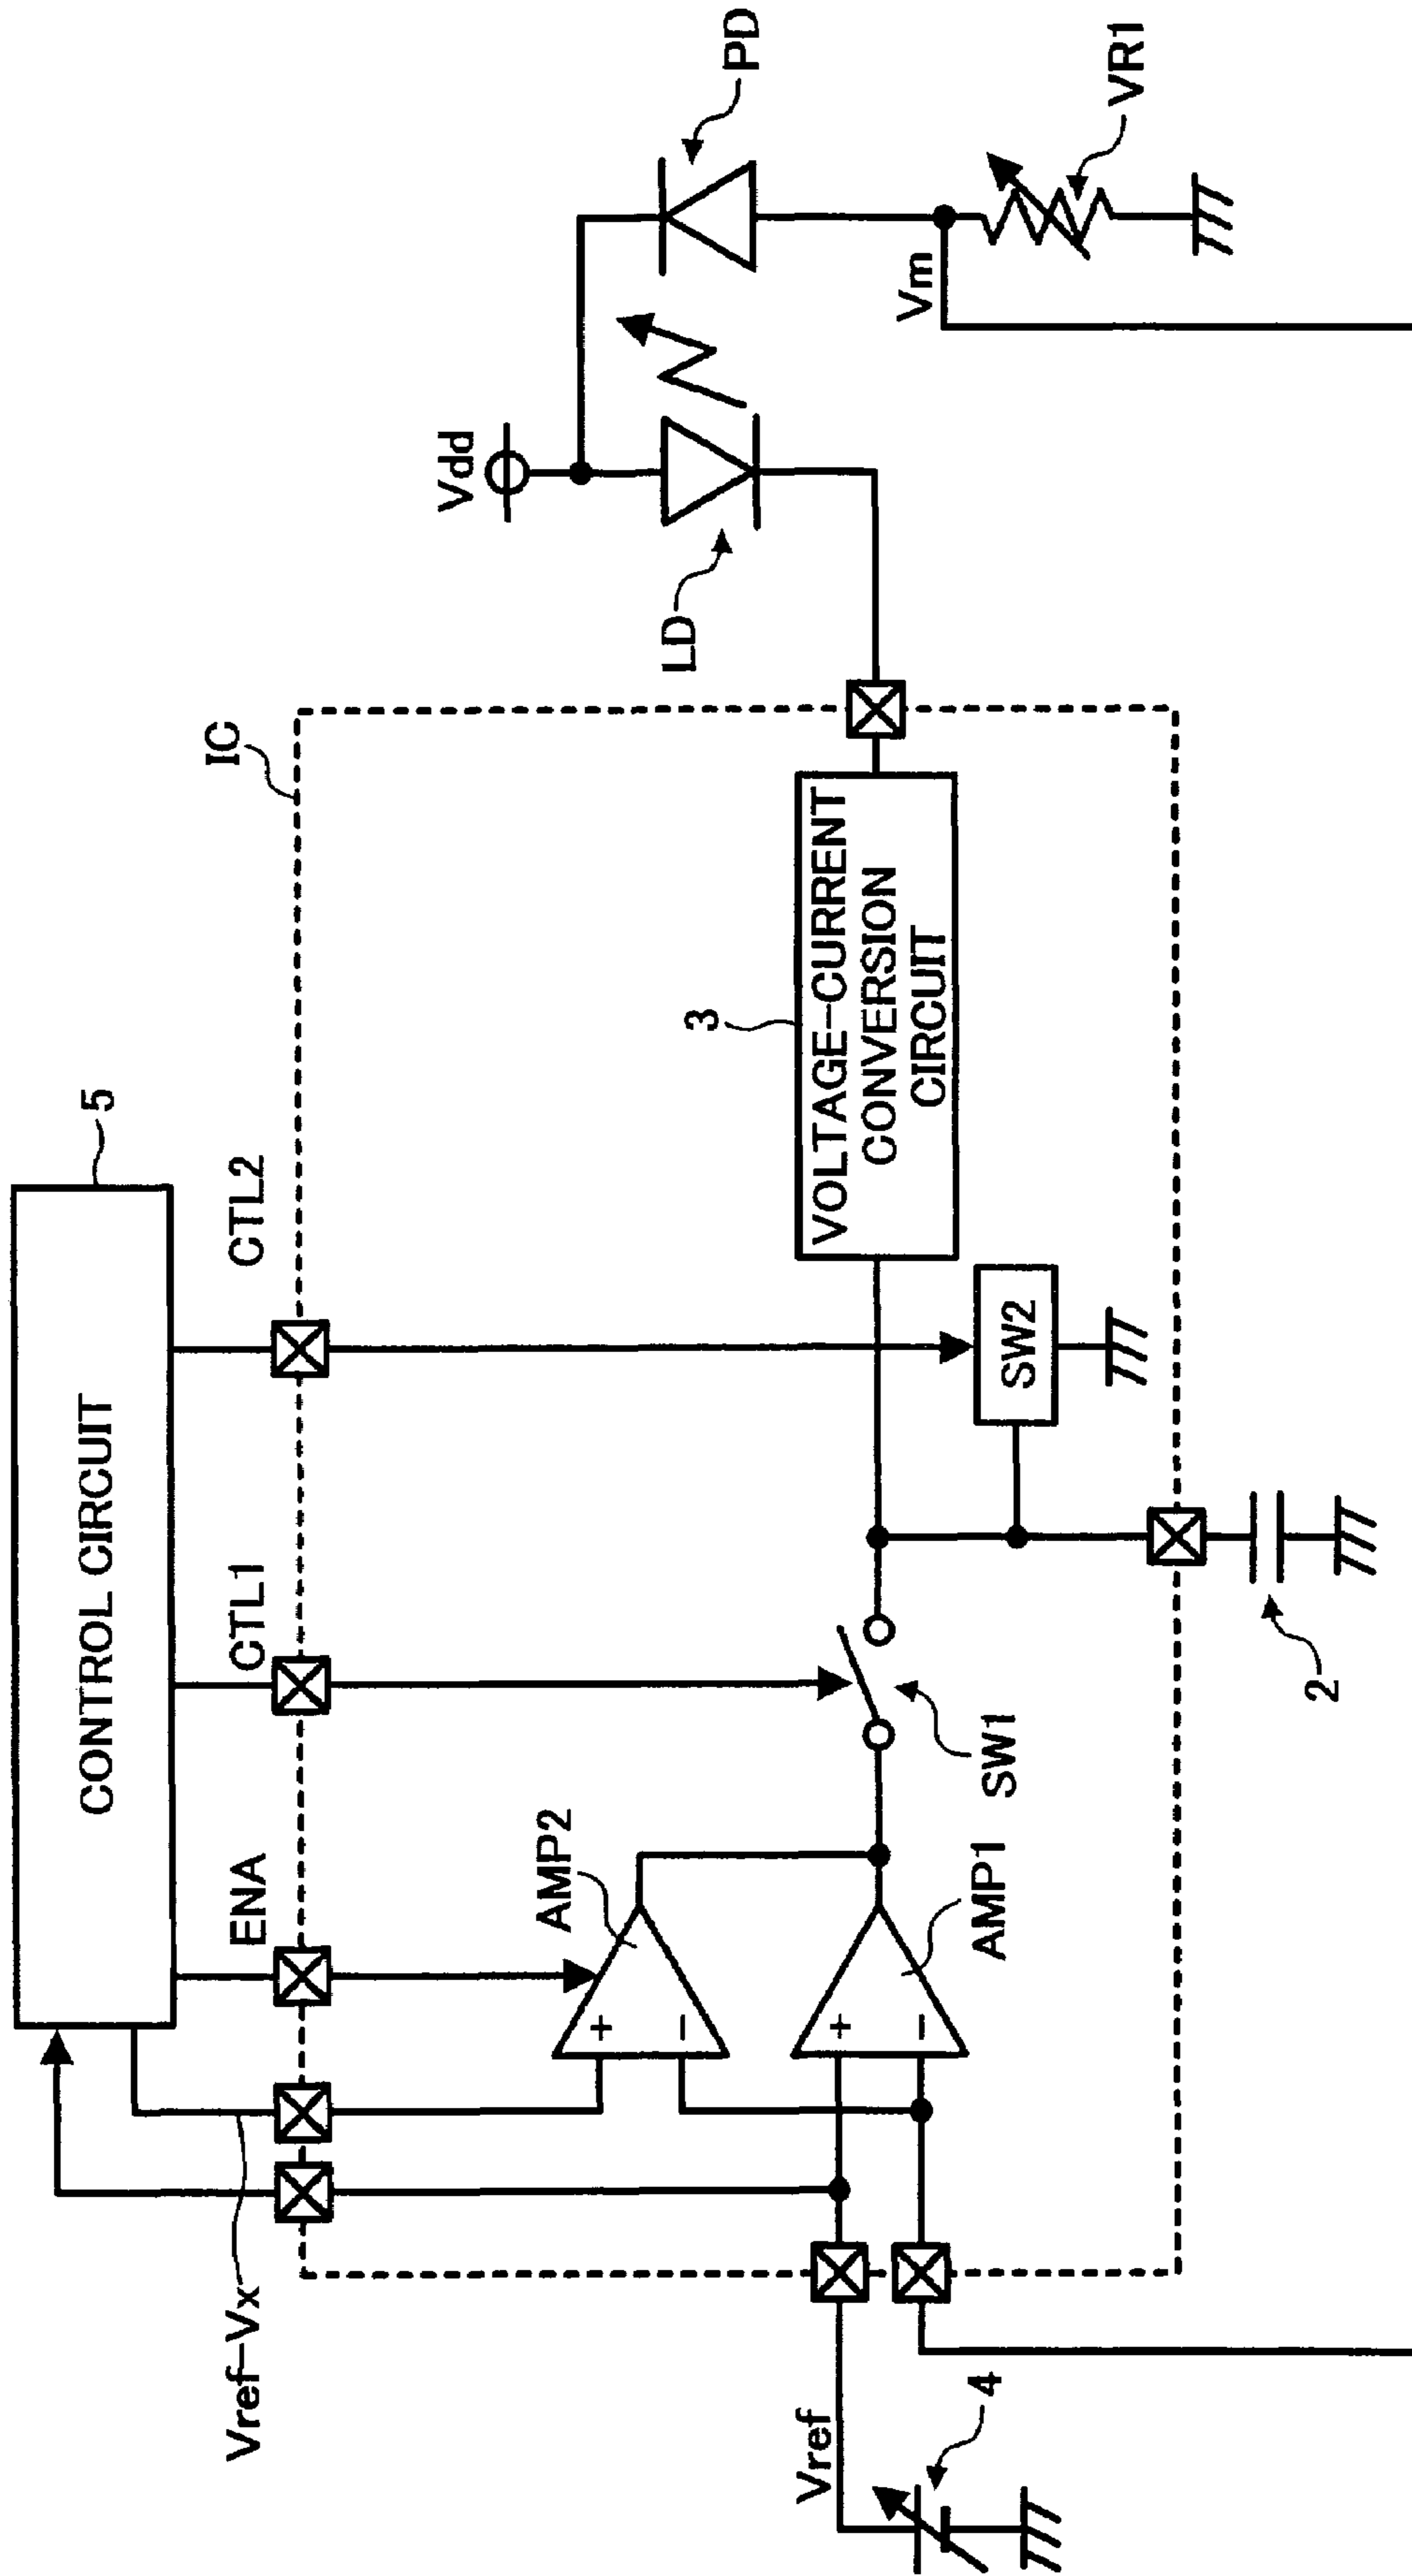 CONTROL CIRCUIT
5
Vref-Vx
ENA
CTL1
CTL2
IC
AMP2
AMP1
+
−
+
−
SW1
SW2
3
VOLTAGE-CURRENT
CONVERSION
CIRCUIT
Vdd
LD
PD
Vm
VR1
Vref
4
2